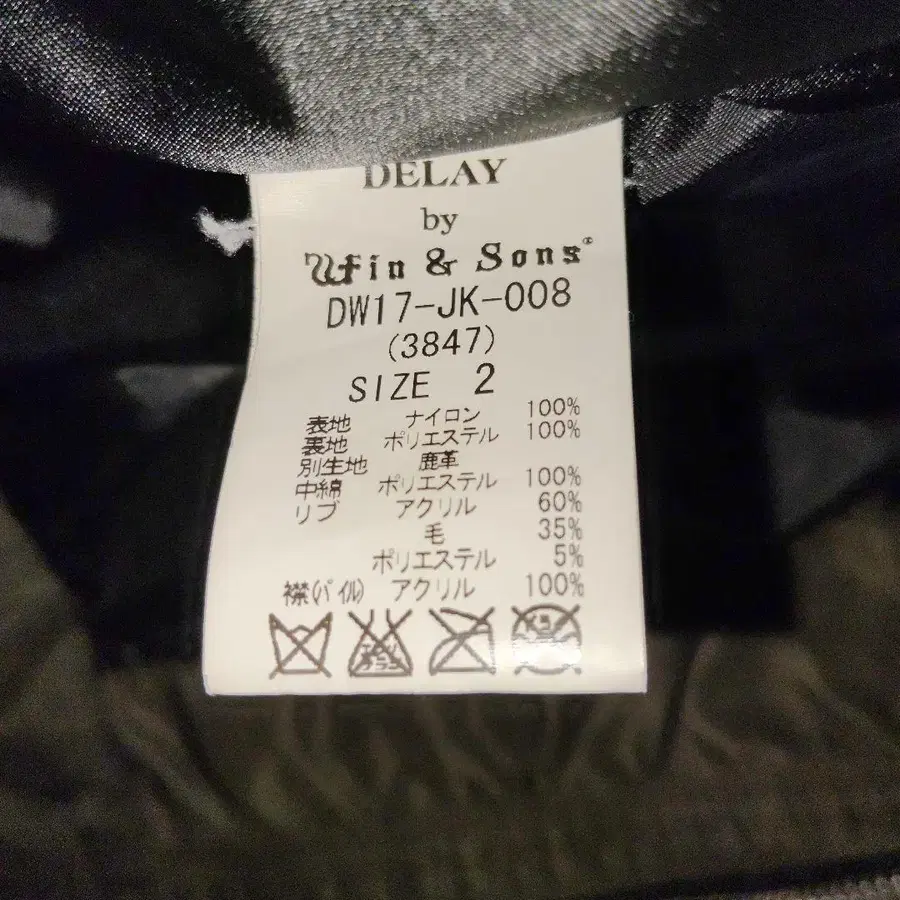 DELAY
by
Wfin & Sons®
DW17-JK-008
(3847)
SIZE 2
表地 ナイロン 100%
裏地 ポリエステル 100%
別生地 鹿革
中綿 ポリエステル 100%
リブ アクリル 60%
毛 35%
ポリエステル 5%
襟(パイル) アクリル 100%